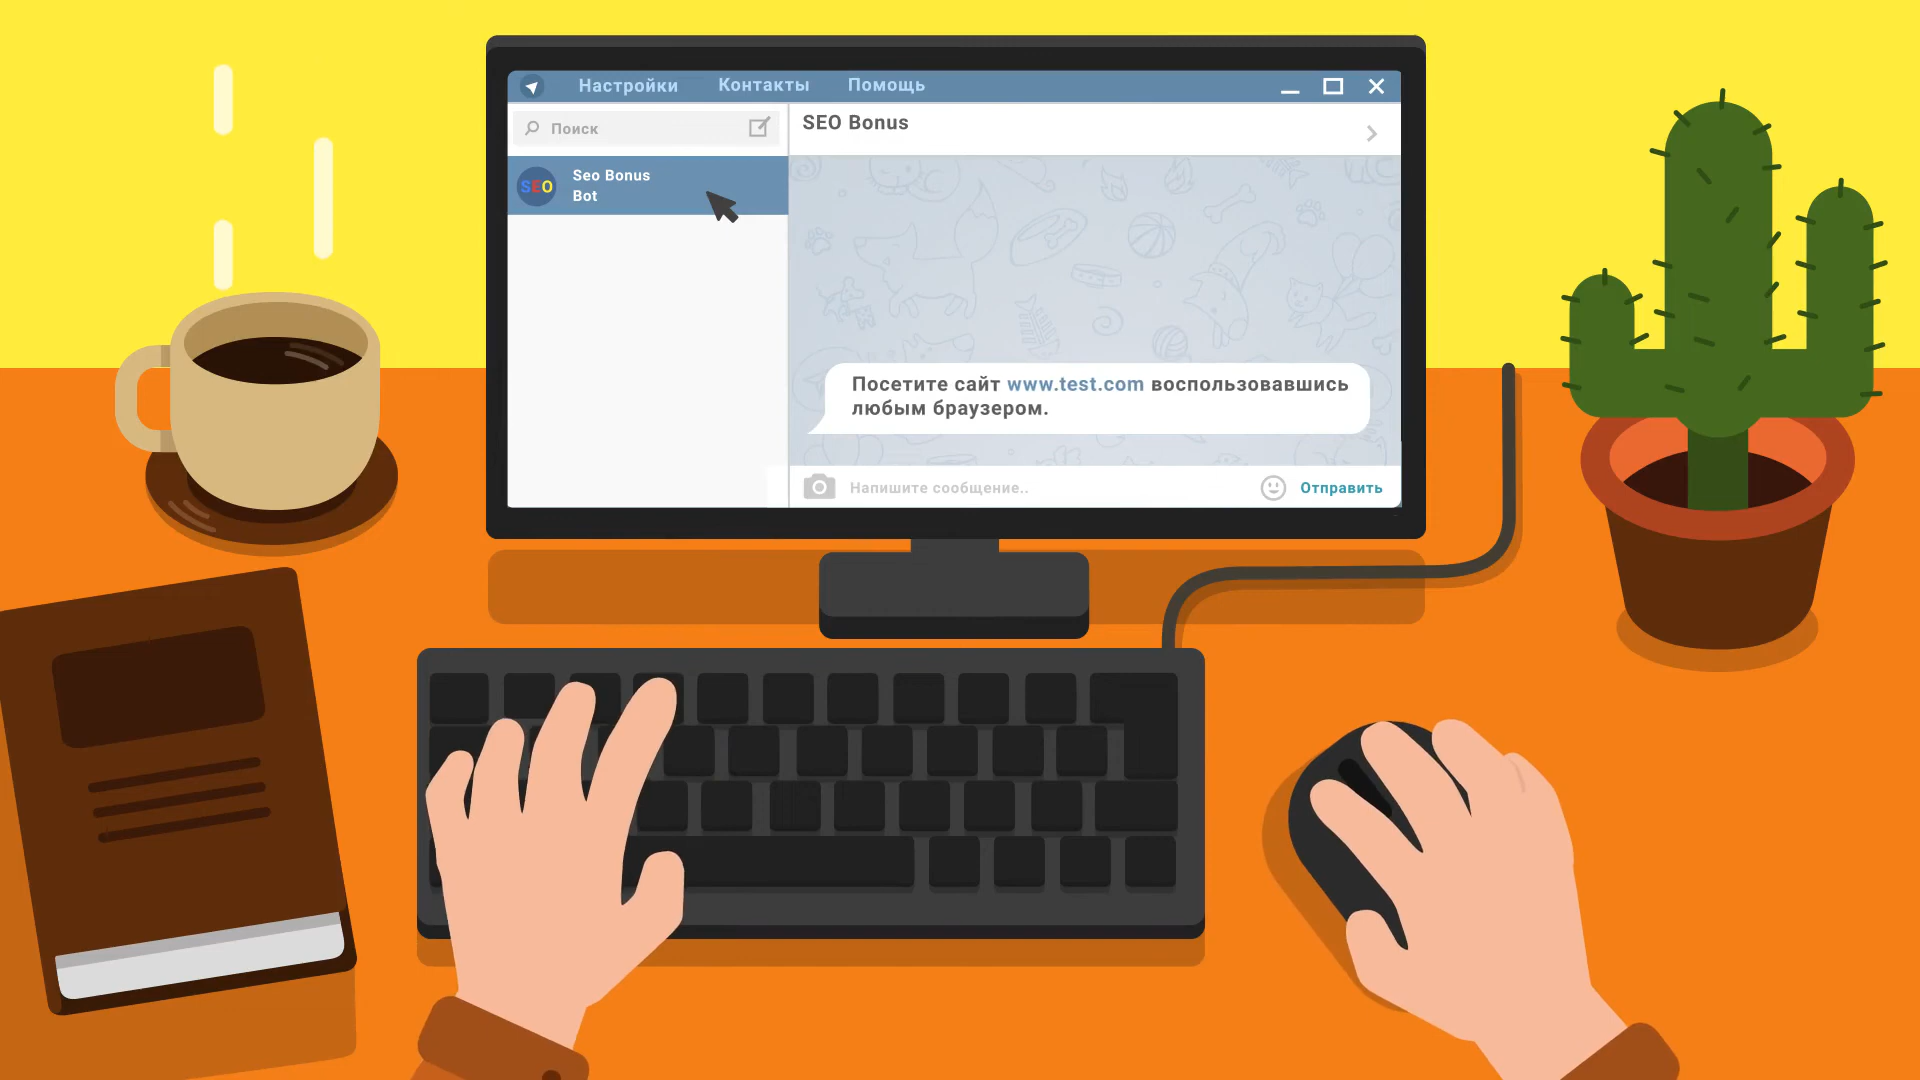 Настройки Контакты Помощь
Поиск
SEO Bonus
SEO
Seo Bonus
Bot
Посетите сайт www.test.com воспользовавшись
любым браузером.
Напишите сообщение..
Отправить